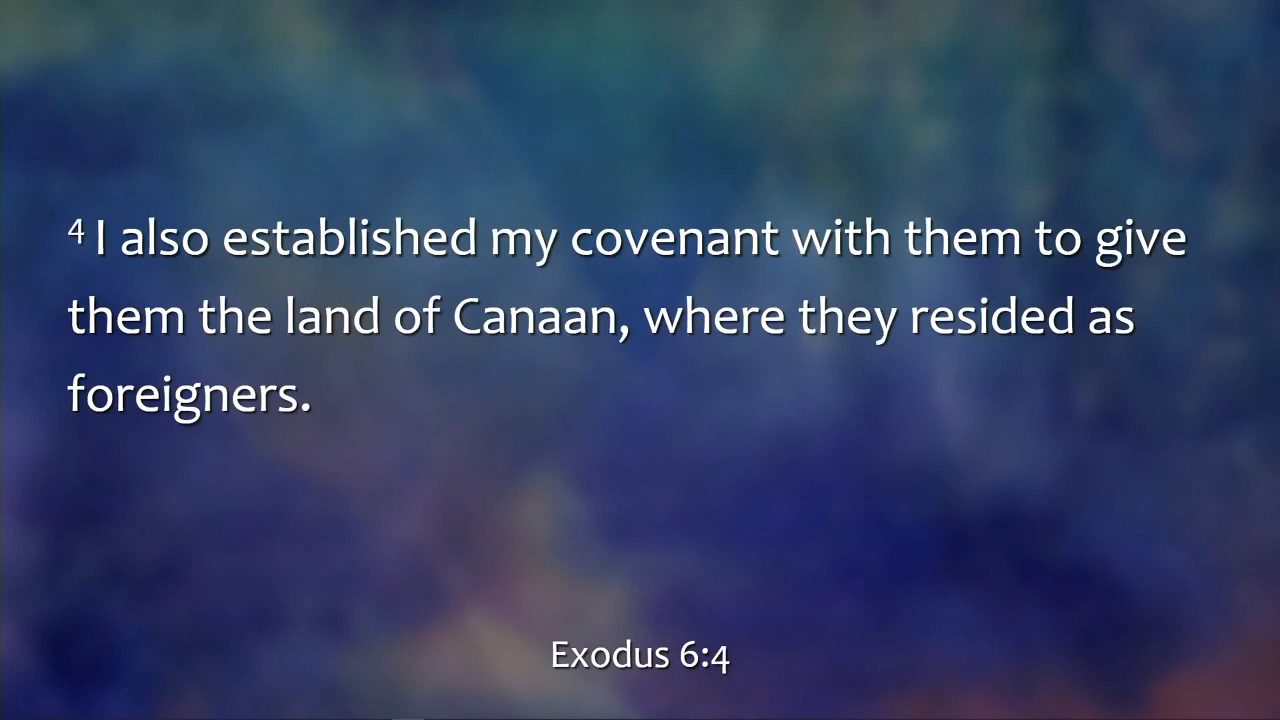 4 I also established my covenant with them to give
them the land of Canaan, where they resided as
foreigners.
Exodus 6:4